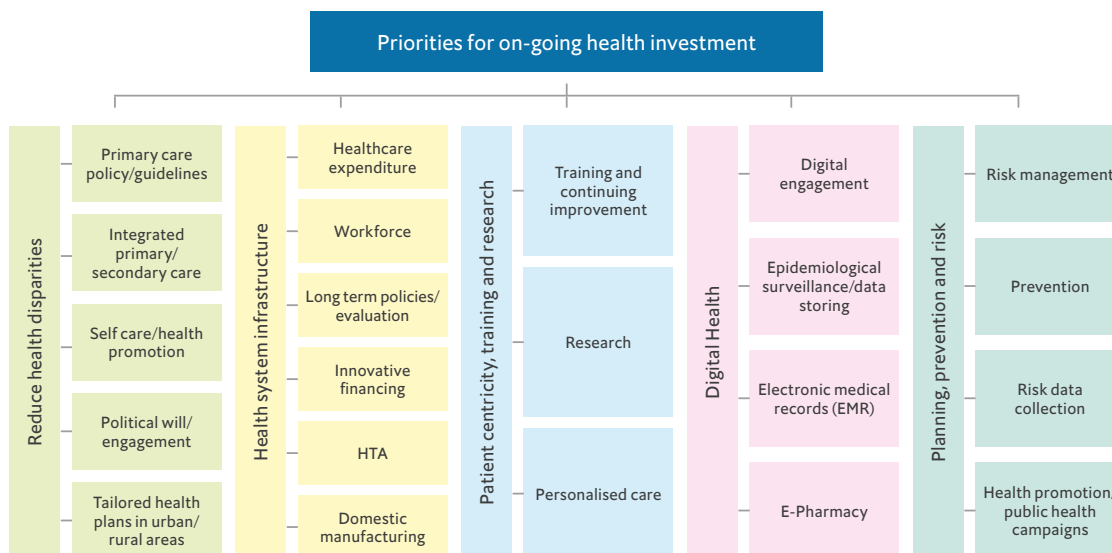 Priorities for on-going health investment
Reduce health disparities
Primary care
policy/guidelines
Integrated
primary/
secondary care
Self care/health
promotion
Political will/
engagement
Tailored health
plans in urban/
rural areas
Health system infrastructure
Healthcare
expenditure
Workforce
Long term policies/
evaluation
Innovative
financing
HTA
Domestic
manufacturing
Patient centricity, training and research
Training and
continuing
improvement
Research
Personalised care
Digital Health
Digital
engagement
Epidemiological
surveillance/data
storing
Electronic medical
records (EMR)
E-Pharmacy
Planning, prevention and risk
Risk management
Prevention
Risk data
collection
Health promotion/
public health
campaigns